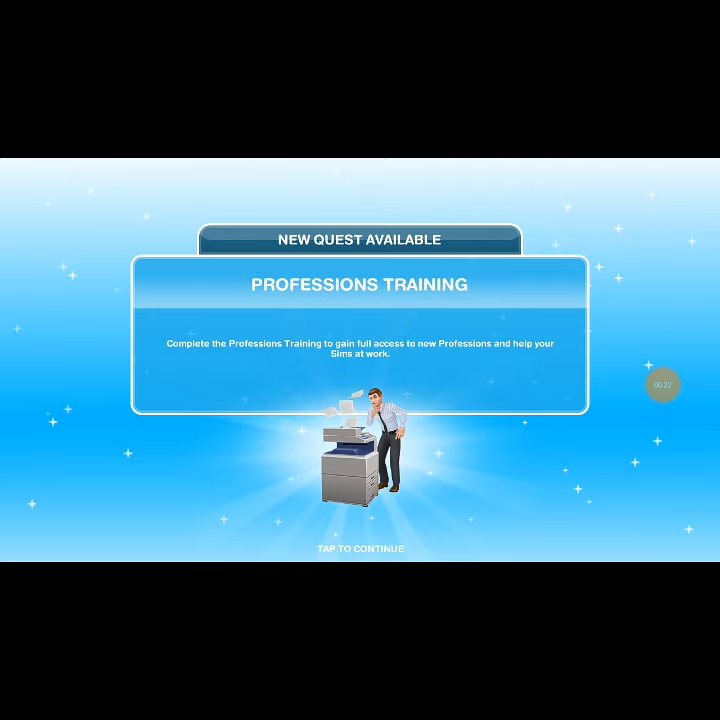 NEW QUEST AVAILABLE
PROFESSIONS TRAINING
Complete the Professions Training to gain full access to new Professions and help your
Sims at work.
00:22
TAP TO CONTINUE